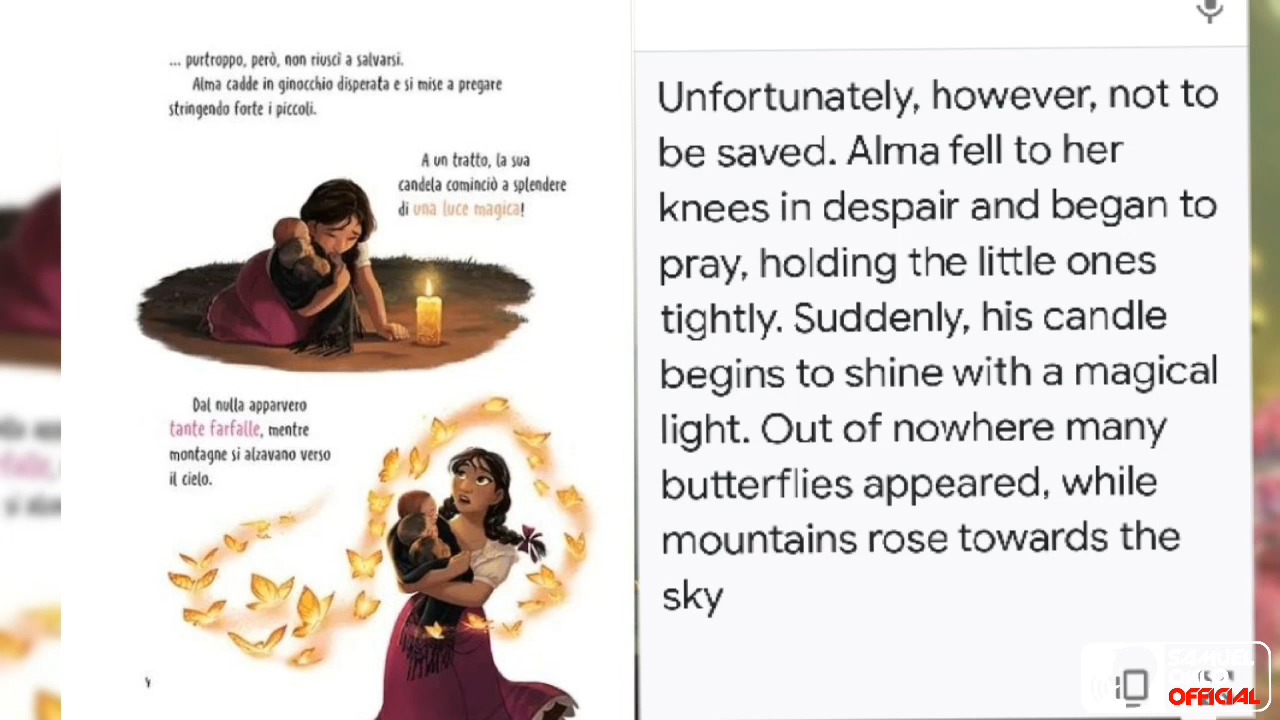 ... purtroppo, però, non riuscì a salvarsi.
Alma cadde in ginocchio disperata e si mise a pregare
stringendo forte i piccoli.
A un tratto, la sua
candela cominciò a splendere
di una luce magica!
Dal nulla apparvero
tante farfalle, mentre
montagne si alzavano verso
il cielo.
Unfortunately, however, not to
be saved. Alma fell to her
knees in despair and began to
pray, holding the little ones
tightly. Suddenly, his candle
begins to shine with a magical
light. Out of nowhere many
butterflies appeared, while
mountains rose towards the
sky
SAMUEL
OFFICIAL